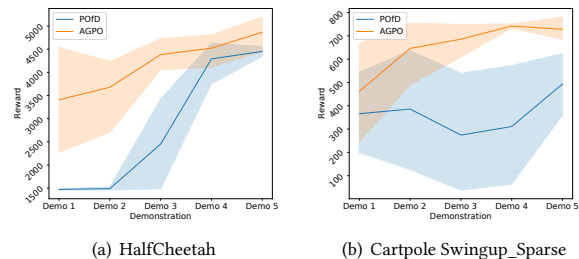 POfD
AGPO
5000
4500
4000
3500
3000
2500
2000
1500
Reward
Demo 1 Demo 2 Demo 3 Demo 4 Demo 5
Demonstration
(a) HalfCheetah
POfD
AGPO
800
700
600
500
400
300
200
100
Reward
Demo 1 Demo 2 Demo 3 Demo 4 Demo 5
Demonstration
(b) Cartpole Swingup_Sparse